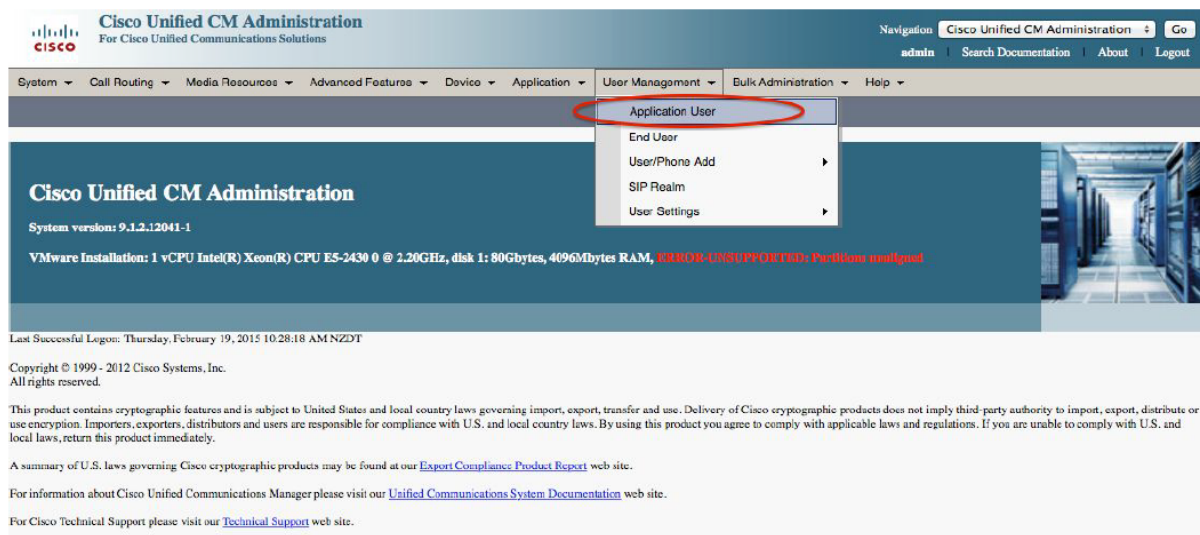 CISCO
Cisco Unified CM Administration
For Cisco Unified Communications Solutions
Navigation Cisco Unified CM Administration Go
admin | Search Documentation | About | Logout
System Call Routing Media Resources Advanced Features Device Application User Management Bulk Administration Help
Application User
End User
User/Phone Add
SIP Realm
User Settings
Cisco Unified CM Administration
System version: 9.1.2.12041-1
VMware Installation: 1 vCPU Intel(R) Xeon(R) CPU E5-2430 0 @ 2.20GHz, disk 1: 80Gbytes, 4096Mbytes RAM, ERROR-UNSUPPORTED: Partitions unaligned
Last Successful Logon: Thursday, February 19, 2015 10:28:18 AM NZDT
Copyright © 1999 - 2012 Cisco Systems, Inc.
All rights reserved.
This product contains cryptographic features and is subject to United States and local country laws governing import, export, transfer and use. Delivery of Cisco cryptographic products does not imply third-party authority to import, export, distribute or
use encryption. Importers, exporters, distributors and users are responsible for compliance with U.S. and local country laws. By using this product you agree to comply with applicable laws and regulations. If you are unable to comply with U.S. and
local laws, return this product immediately.
A summary of U.S. laws governing Cisco cryptographic products may be found at our Export Compliance Product Report web site.
For information about Cisco Unified Communications Manager please visit our Unified Communications System Documentation web site.
For Cisco Technical Support please visit our Technical Support web site.